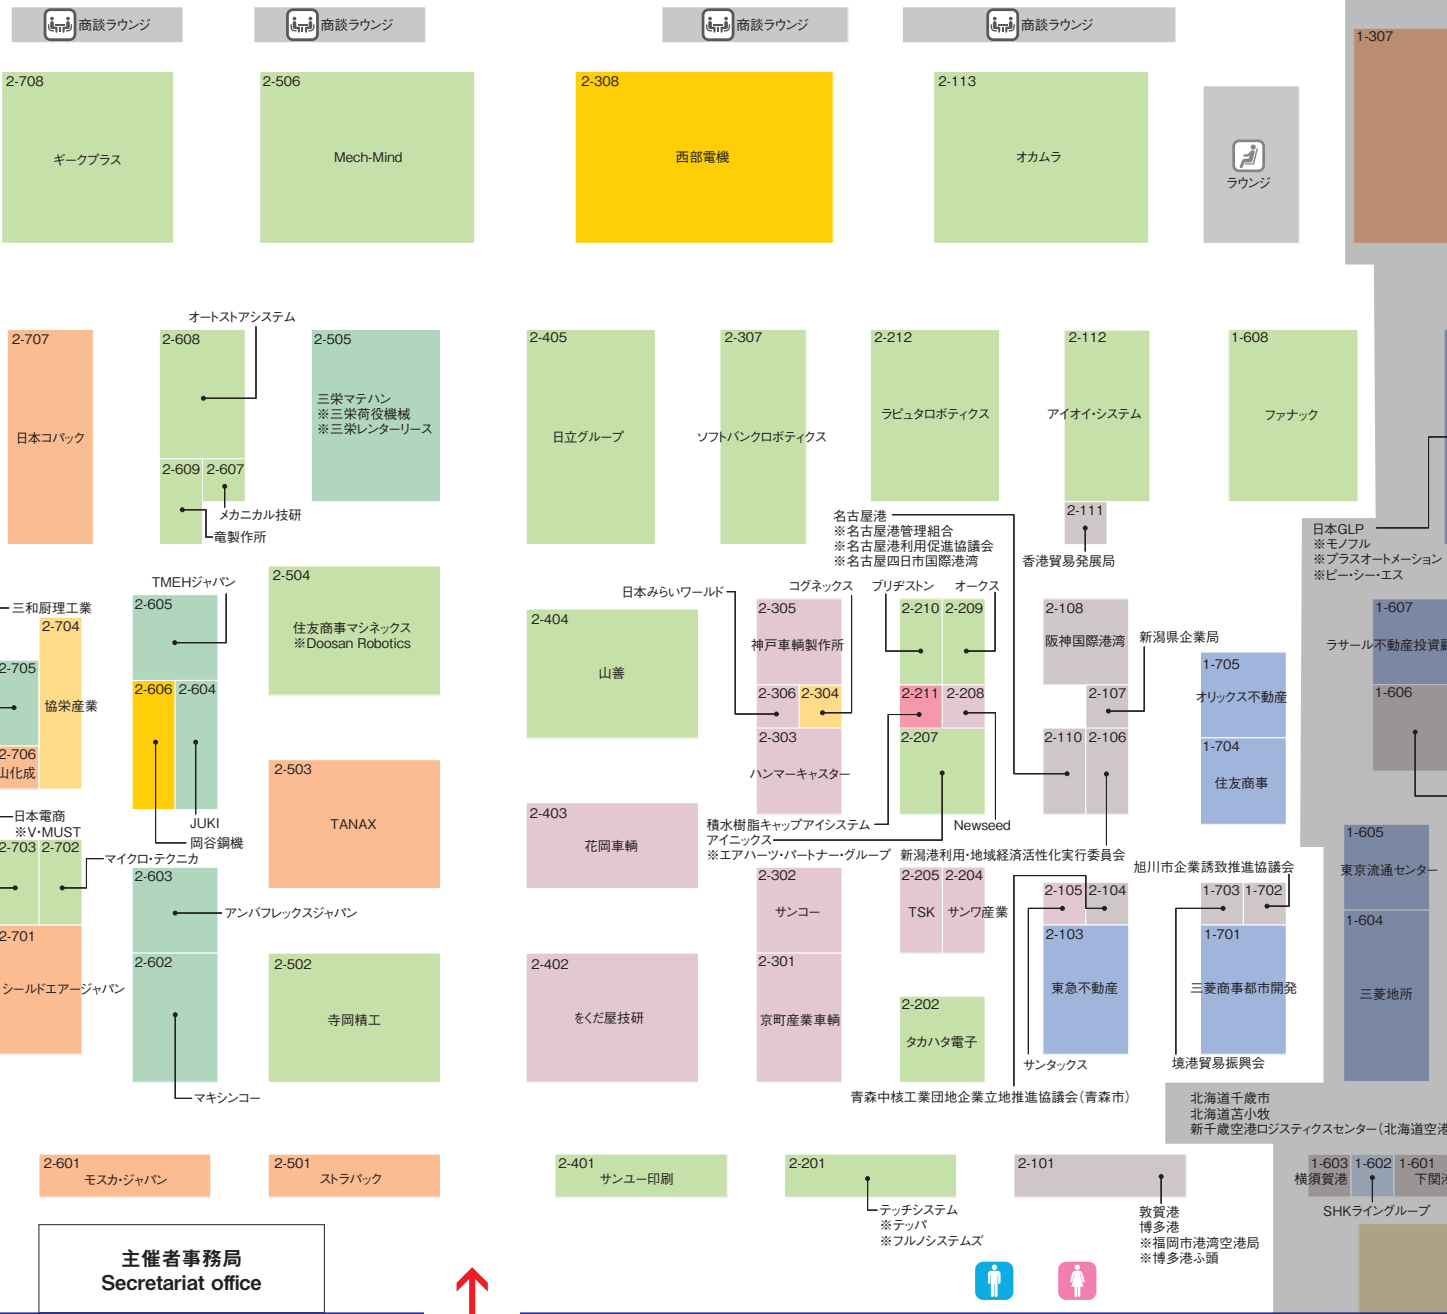 商談ラウンジ
商談ラウンジ
商談ラウンジ
商談ラウンジ
1-307
2-708
ギークプラス
2-506
Mech-Mind
2-308
西部電機
2-113
オカムラ
ラウンジ
オートストアシステム
2-707
日本コパック
2-608
2-609
2-607
メカニカル技研
竜製作所
2-505
三栄マテハン
※三栄荷役機械
※三栄レンターリース
2-405
日立グループ
2-307
ソフトバンクロボティクス
2-212
ラピュタロボティクス
2-112
アイオイ・システム
1-608
ファナック
2-111
香港貿易発展局
名古屋港
※名古屋港管理組合
※名古屋港利用促進協議会
※名古屋四日市国際港湾
日本GLP
※モノフル
※プラスオートメーション
※ピー・シー・エス
三和厨理工業
2-704
2-705
協栄産業
2-706
山化成
TMEHジャパン
2-605
2-606
2-604
JUKI
岡谷鋼機
2-504
住友商事マシネックス
※Doosan Robotics
2-404
山善
日本みらいワールド
コグネックス
ブリヂストン
オークス
2-305
神戸車輌製作所
2-306
2-304
2-303
ハンマーキャスター
2-210
2-209
2-211
2-208
2-207
積水樹脂キャップアイシステム
アイニックス
※エアハーツ・パートナー・グループ
Newseed
2-108
阪神国際港湾
新潟県企業局
2-107
2-110
2-106
新潟港利用・地域経済活性化実行委員会
1-705
オリックス不動産
1-704
住友商事
1-607
ラサール不動産投資顧
1-606
日本電商
※V・MUST
2-703
2-702
マイクロ・テクニカ
2-701
シールドエアージャパン
2-603
アンバフレックスジャパン
2-602
マキシンコー
2-503
TANAX
2-502
寺岡精工
2-403
花岡車輌
2-402
をくだ屋技研
2-302
サンコー
2-301
京町産業車輌
2-205
TSK
2-204
サンワ産業
2-202
タカハタ電子
2-105
2-104
2-103
東急不動産
サンタックス
青森中核工業団地企業立地推進協議会（青森市）
旭川市企業誘致推進協議会
1-703
1-702
1-701
三菱商事都市開発
境港貿易振興会
1-605
東京流通センター
1-604
三菱地所
北海道千歳市
北海道苫小牧
新千歳空港ロジスティクスセンター（北海道空港
2-601
モスカ・ジャパン
2-501
ストラパック
2-401
サンユー印刷
2-201
テッチシステム
※テッパ
※フルノシステムズ
2-101
敦賀港
博多港
※福岡市港湾空港局
※博多港ふ頭
1-603
横須賀港
1-602
SHKライングループ
1-601
下関港
主催者事務局
Secretariat office